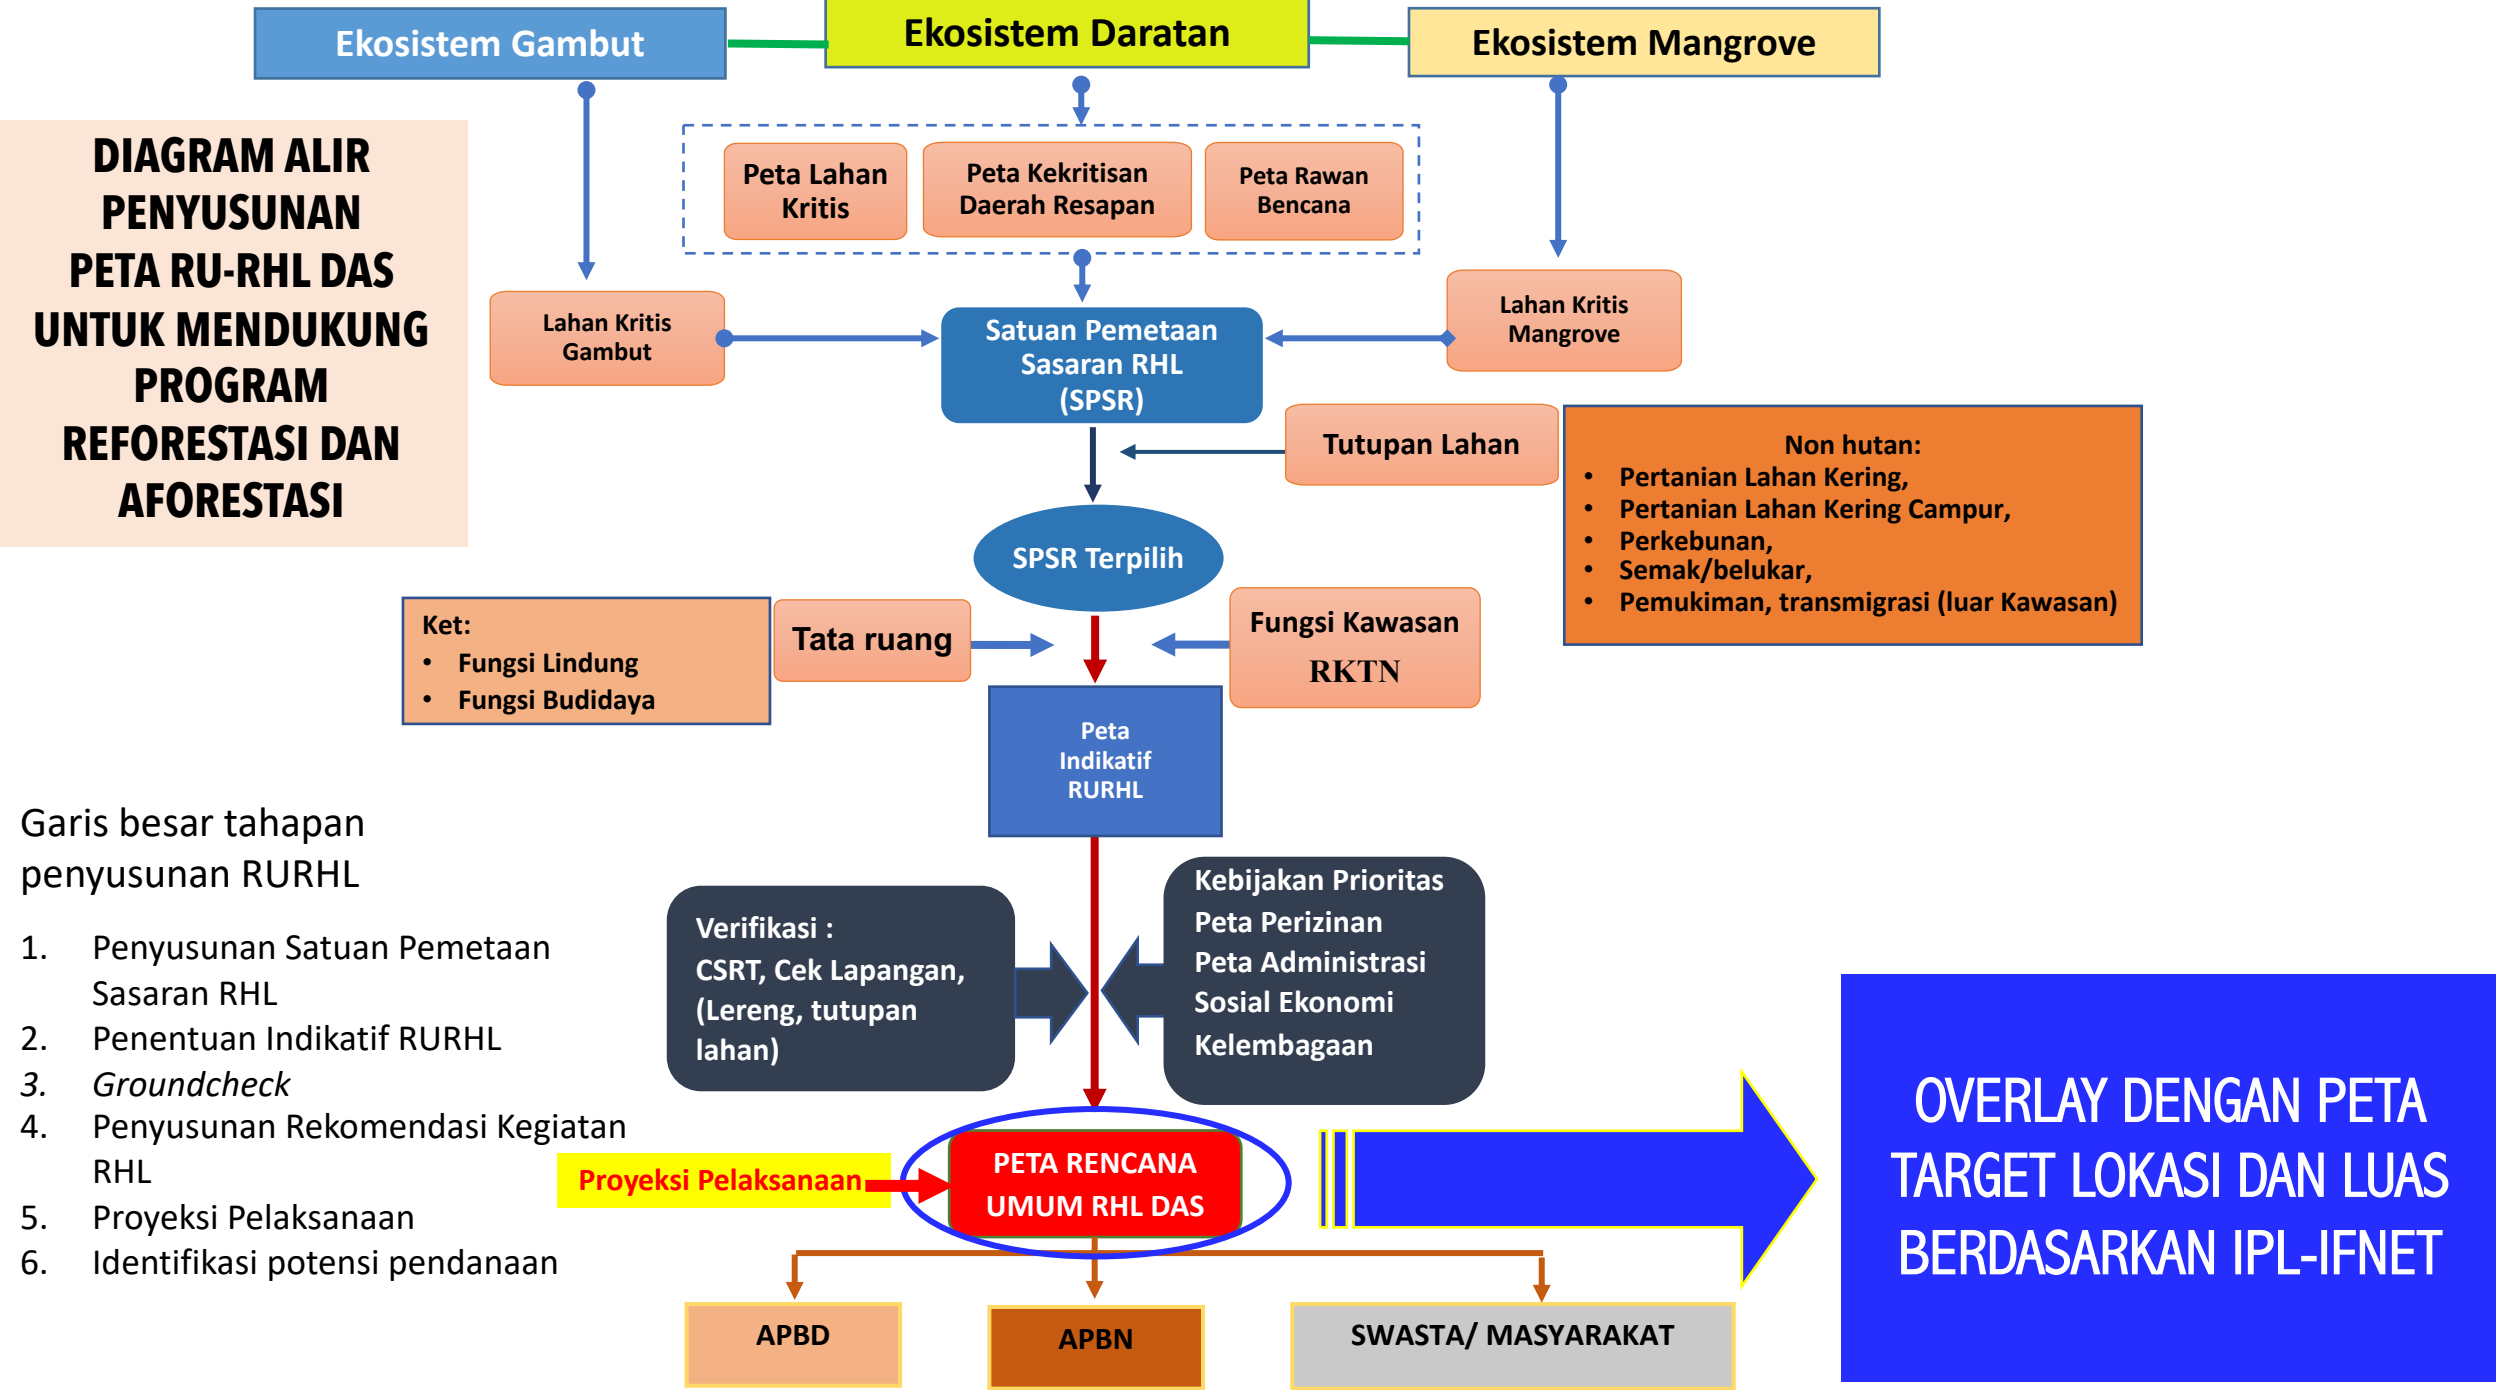 Ekosistem Gambut
Ekosistem Daratan
Ekosistem Mangrove
DIAGRAM ALIR
PENYUSUNAN
PETA RU-RHL DAS
UNTUK MENDUKUNG
PROGRAM
REFORESTASI DAN
AFORESTASI
Peta Lahan
Kritis
Peta Kekritisan
Daerah Resapan
Peta Rawan
Bencana
Lahan Kritis
Gambut
Satuan Pemetaan
Sasaran RHL
(SPSR)
Lahan Kritis
Mangrove
Tutupan Lahan
Non hutan:
• Pertanian Lahan Kering,
• Pertanian Lahan Kering Campur,
• Perkebunan,
• Semak/belukar,
• Pemukiman, transmigrasi (luar Kawasan)
SPSR Terpilih
Ket:
• Fungsi Lindung
• Fungsi Budidaya
Tata ruang
Fungsi Kawasan
RKTN
Peta
Indikatif
RURHL
Garis besar tahapan
penyusunan RURHL
1. Penyusunan Satuan Pemetaan
Sasaran RHL
2. Penentuan Indikatif RURHL
3. Groundcheck
4. Penyusunan Rekomendasi Kegiatan
RHL
5. Proyeksi Pelaksanaan
6. Identifikasi potensi pendanaan
Verifikasi :
CSRT, Cek Lapangan,
(Lereng, tutupan
lahan)
Kebijakan Prioritas
Peta Perizinan
Peta Administrasi
Sosial Ekonomi
Kelembagaan
Proyeksi Pelaksanaan
PETA RENCANA
UMUM RHL DAS
OVERLAY DENGAN PETA
TARGET LOKASI DAN LUAS
BERDASARKAN IPL-IFNET
APBD
APBN
SWASTA/ MASYARAKAT